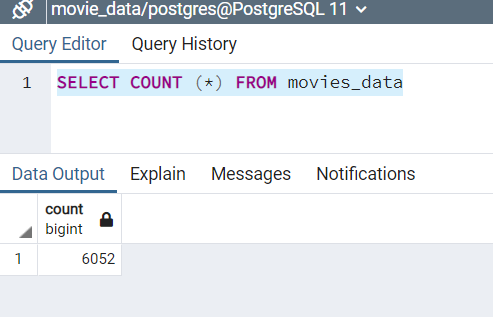 movie_data/postgres@PostgreSQL 11
Query Editor Query History
1 SELECT COUNT (*) FROM movies_data
Data Output Explain Messages Notifications
count
bigint
1 6052